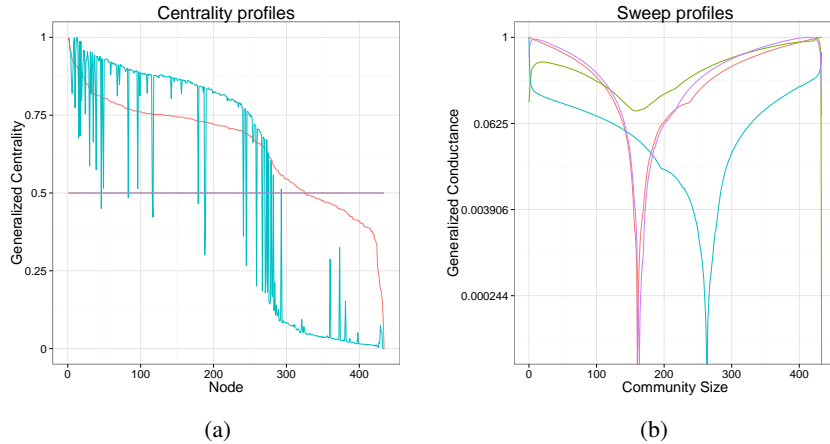 Centrality profiles
Generalized Centrality
1
0.75
0.5
0.25
0
0 100 200 300 400
Node
(a)
Sweep profiles
Generalized Conductance
1
0.0625
0.003906
0.000244
0 100 200 300 400
Community Size
(b)